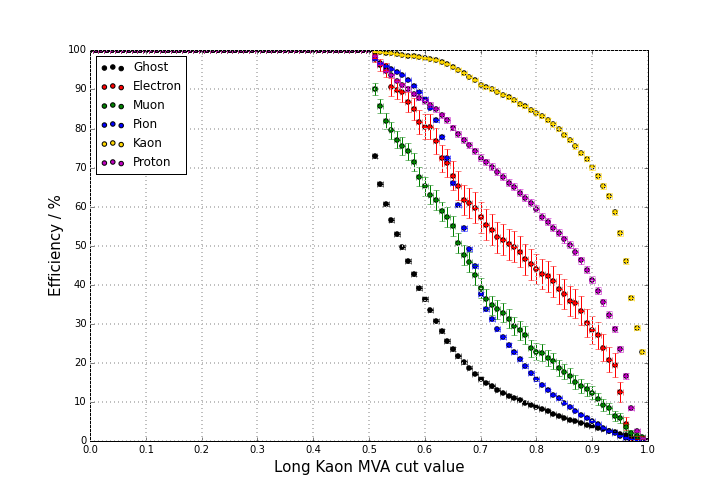 100
90
80
70
60
50
40
30
20
10
0
Efficiency / %
Ghost
Electron
Muon
Pion
Kaon
Proton
0.0 0.1 0.2 0.3 0.4 0.5 0.6 0.7 0.8 0.9 1.0
Long Kaon MVA cut value